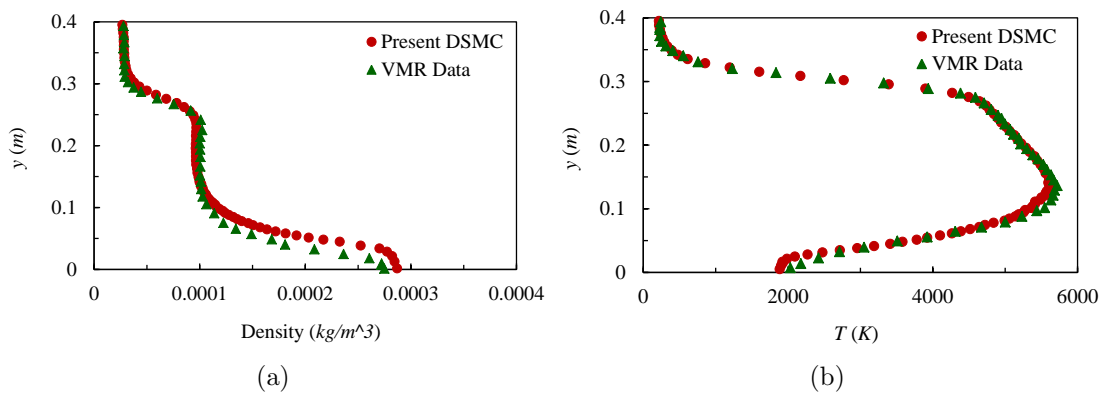 0.4
0.3
0.2
0.1
0
y (m)
Present DSMC
VMR Data
0 0.0001 0.0002 0.0003 0.0004
Density (kg/m^3)
(a)
0.4
0.3
0.2
0.1
0
y (m)
Present DSMC
VMR Data
0 2000 4000 6000
T (K)
(b)